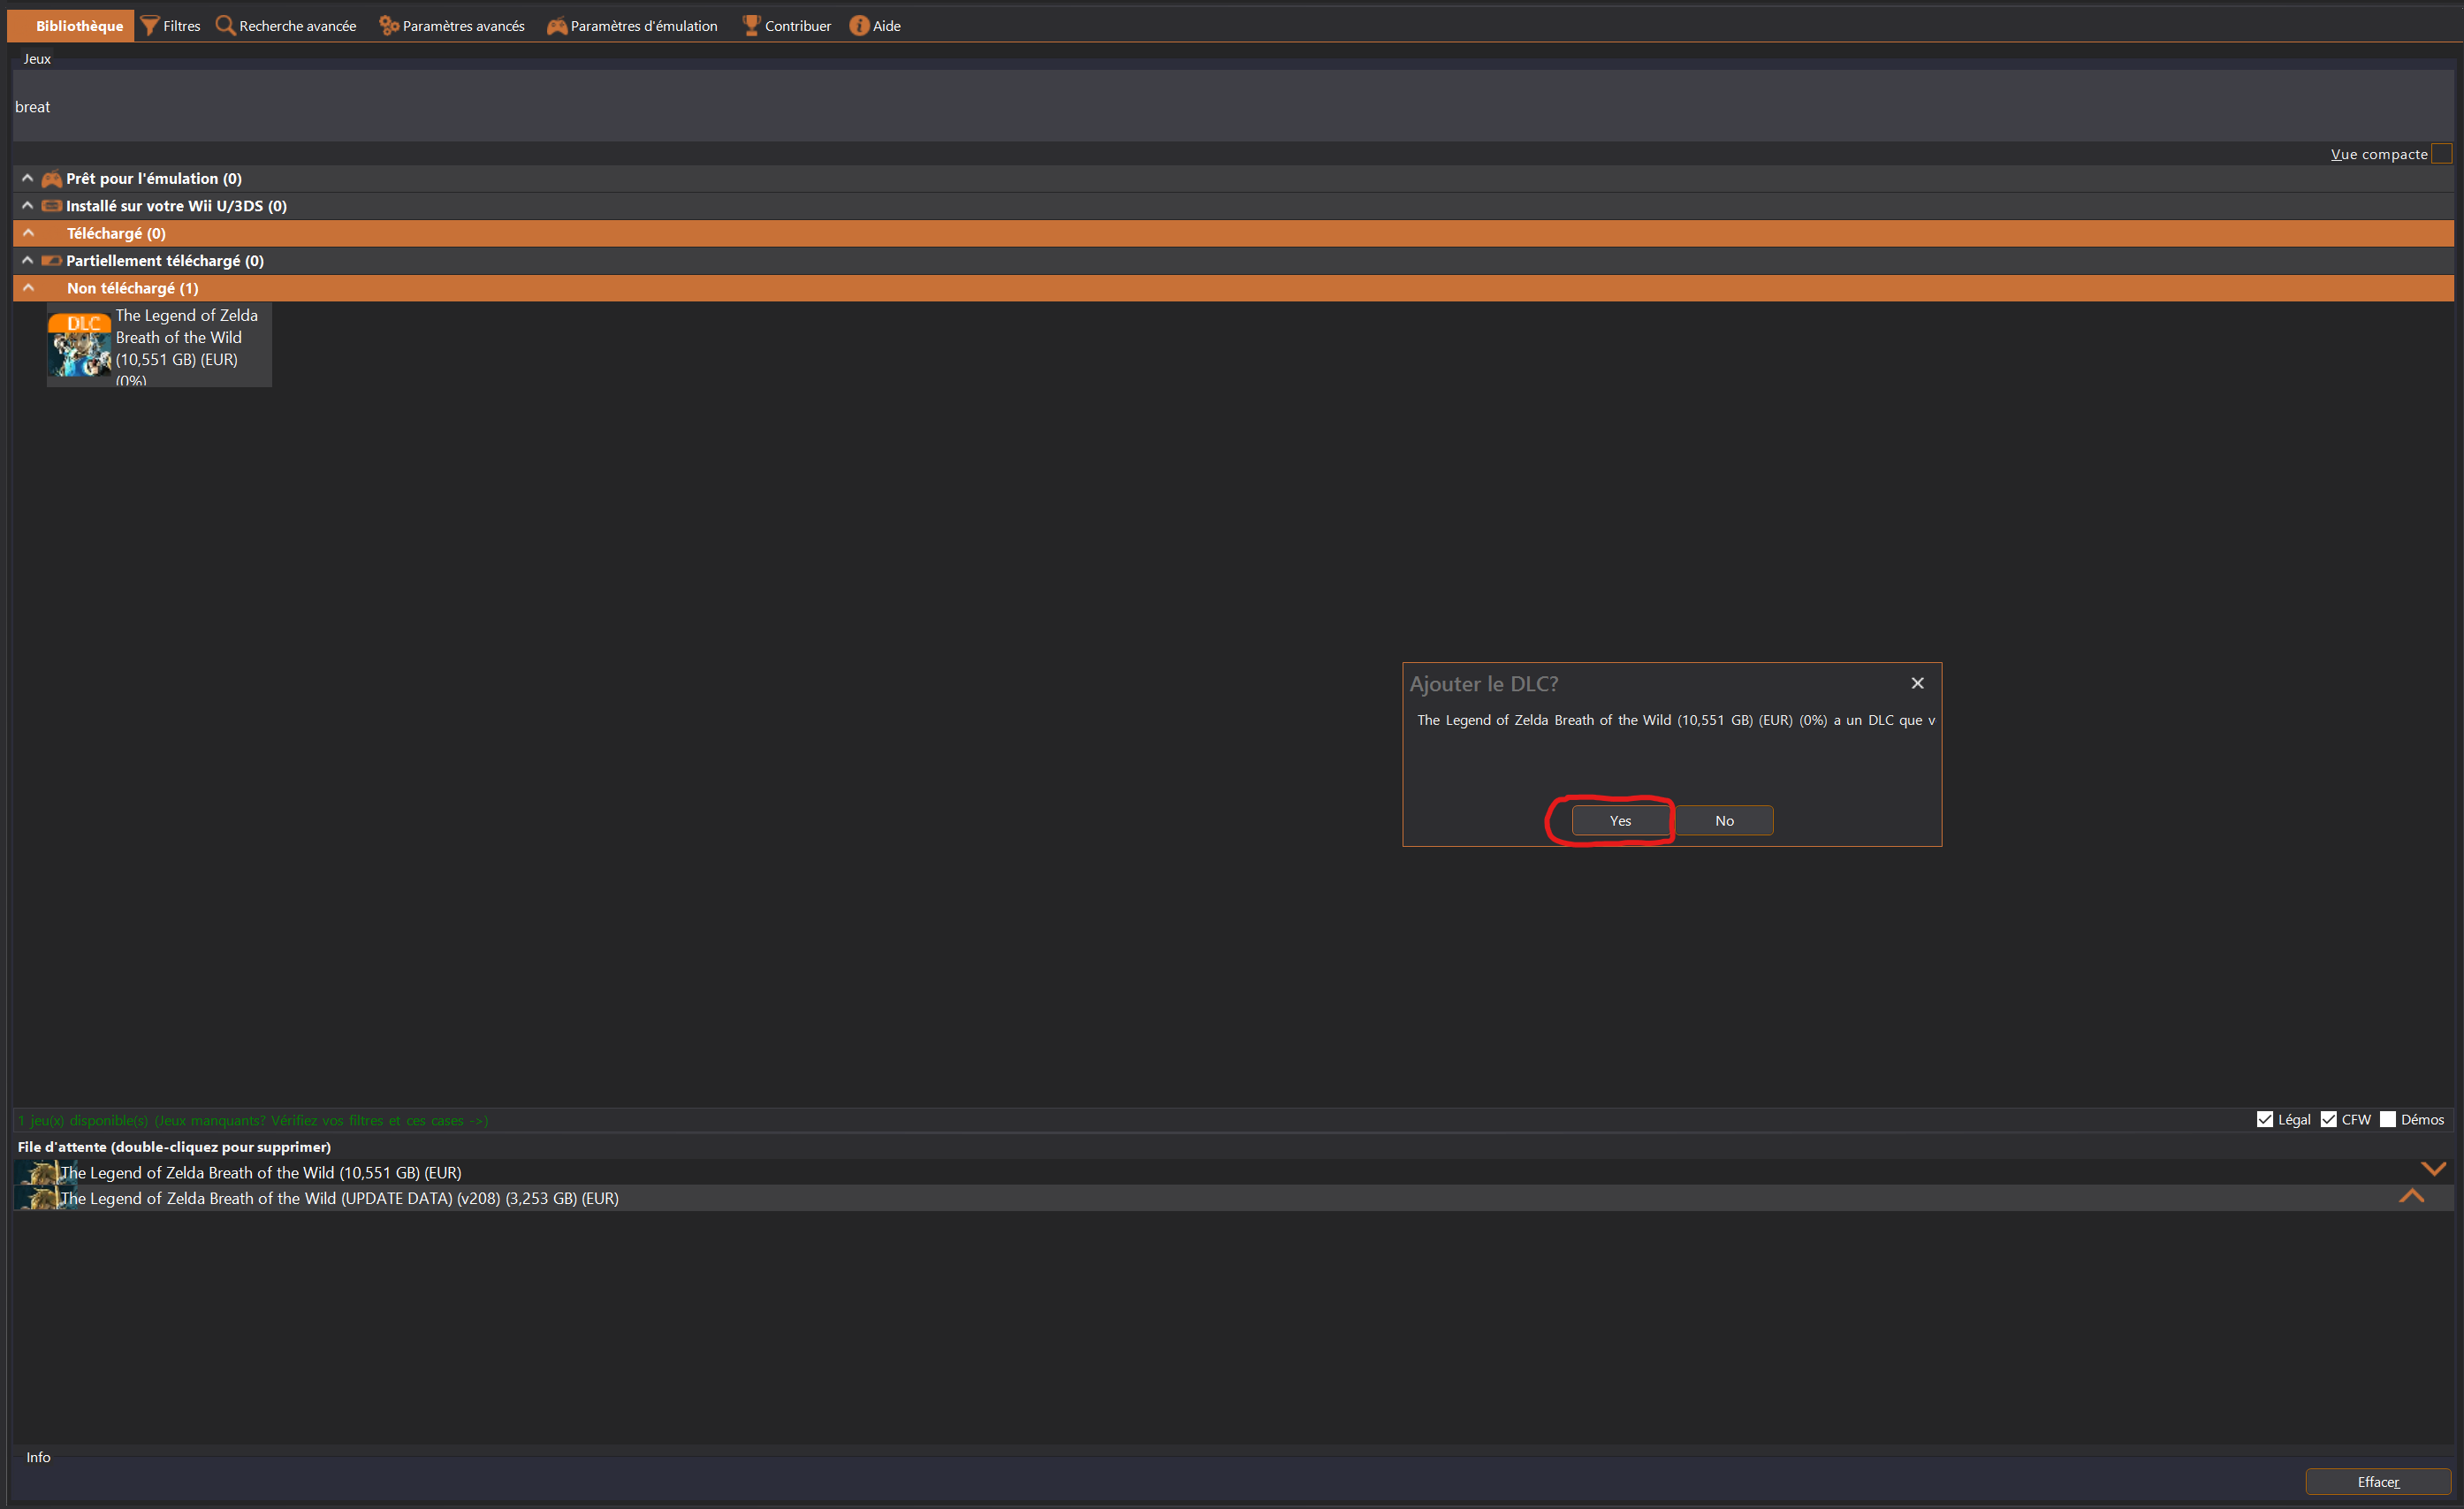 Bibliothèque Filtres Recherche avancée Paramètres avancés Paramètres d'émulation Contribuer Aide
Jeux
breat
Vue compacte
Prêt pour l'émulation (0)
Installé sur votre Wii U/3DS (0)
Téléchargé (0)
Partiellement téléchargé (0)
Non téléchargé (1)
DLC
The Legend of Zelda
Breath of the Wild
(10,551 GB) (EUR)
(0%)
Ajouter le DLC?
The Legend of Zelda Breath of the Wild (10,551 GB) (EUR) (0%) a un DLC que v
Yes No
1 jeu(x) disponible(s) (Jeux manquants? Vérifiez vos filtres et ces cases ->)
Légal CFW Démos
File d'attente (double-cliquez pour supprimer)
The Legend of Zelda Breath of the Wild (10,551 GB) (EUR)
The Legend of Zelda Breath of the Wild (UPDATE DATA) (v208) (3,253 GB) (EUR)
Info
Effacer